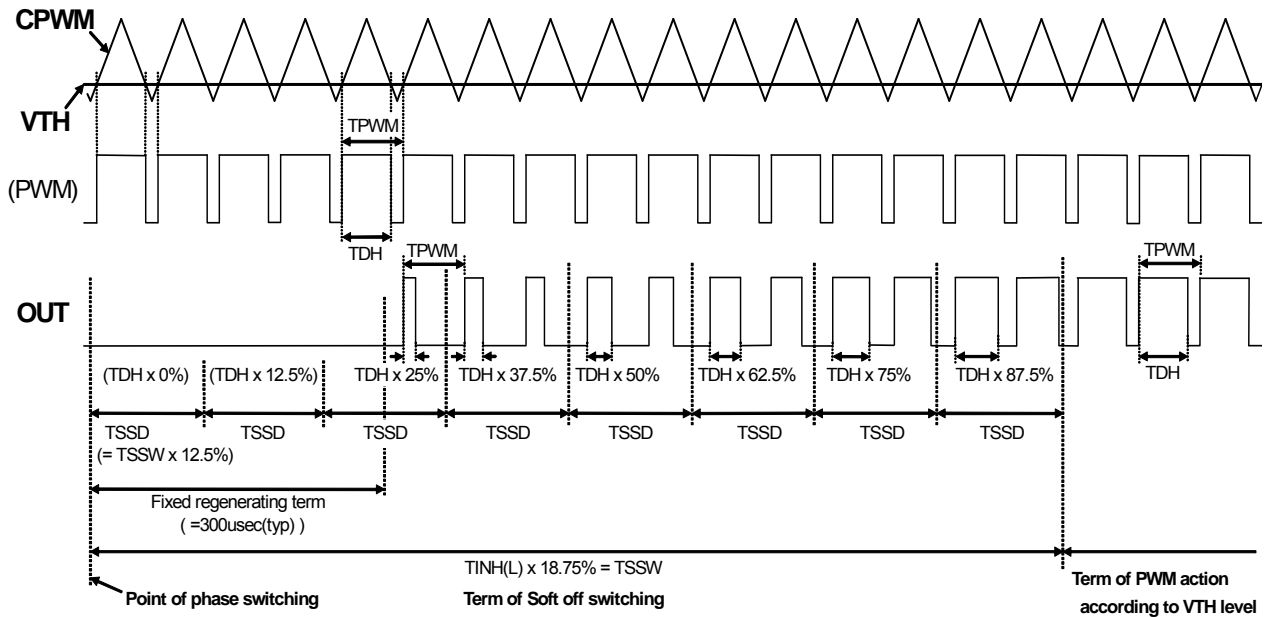 CPWM
VTH
TPWM
(PWM)
TDH
TPWM
TPWM
OUT
(TDH x 0%)
(TDH x 12.5%)
TDH x 25%
TDH x 37.5%
TDH x 50%
TDH x 62.5%
TDH x 75%
TDH x 87.5%
TDH
TSSD
TSSD
TSSD
TSSD
TSSD
TSSD
TSSD
TSSD
(= TSSW x 12.5%)
Fixed regenerating term
( =300usec(typ) )
TINH(L) x 18.75% = TSSW
Point of phase switching
Term of Soft off switching
Term of PWM action
according to VTH level